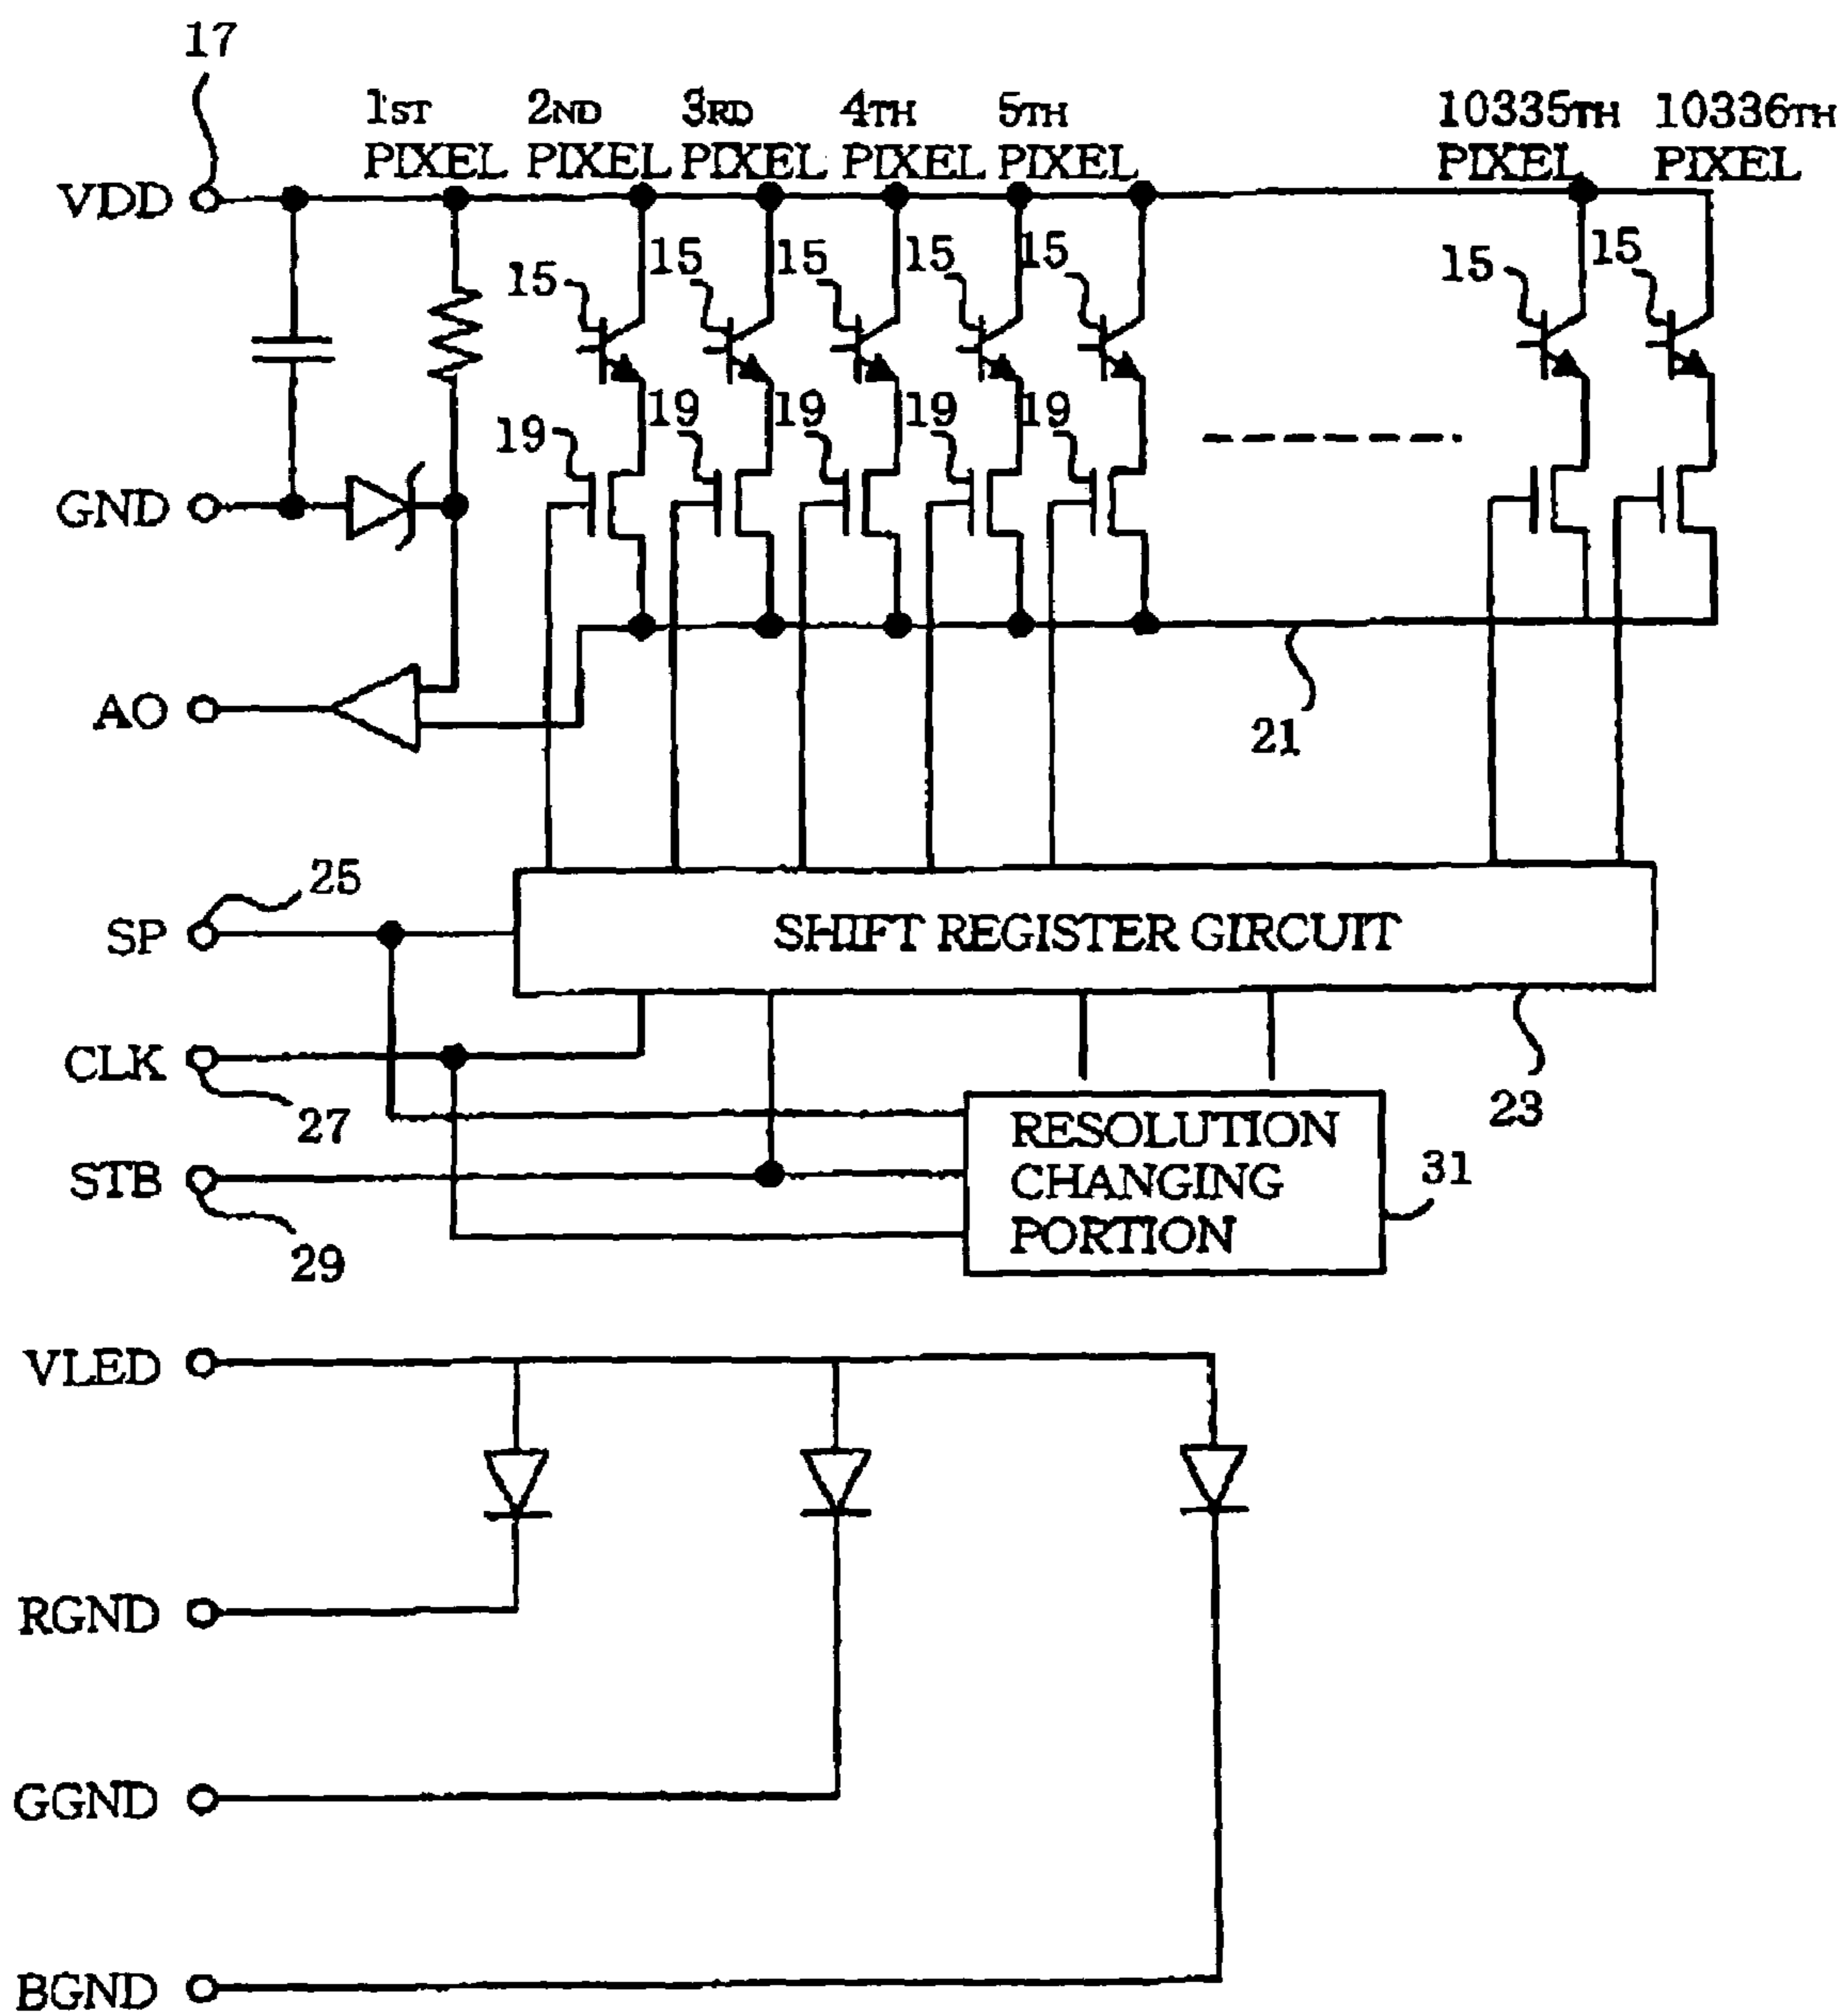 17
1ST PIXEL
2ND PIXEL
3RD PIXEL
4TH PIXEL
5TH PIXEL
10335TH PIXEL
10336TH PIXEL
VDD
15
15
15
15
15
15
15
19
19
19
19
19
GND
AO
21
25
SP
SHIFT REGISTER GIRCUIT
CLK
27
23
RESOLUTION
CHANGING
PORTION
31
STB
29
VLED
RGND
GGND
BGND